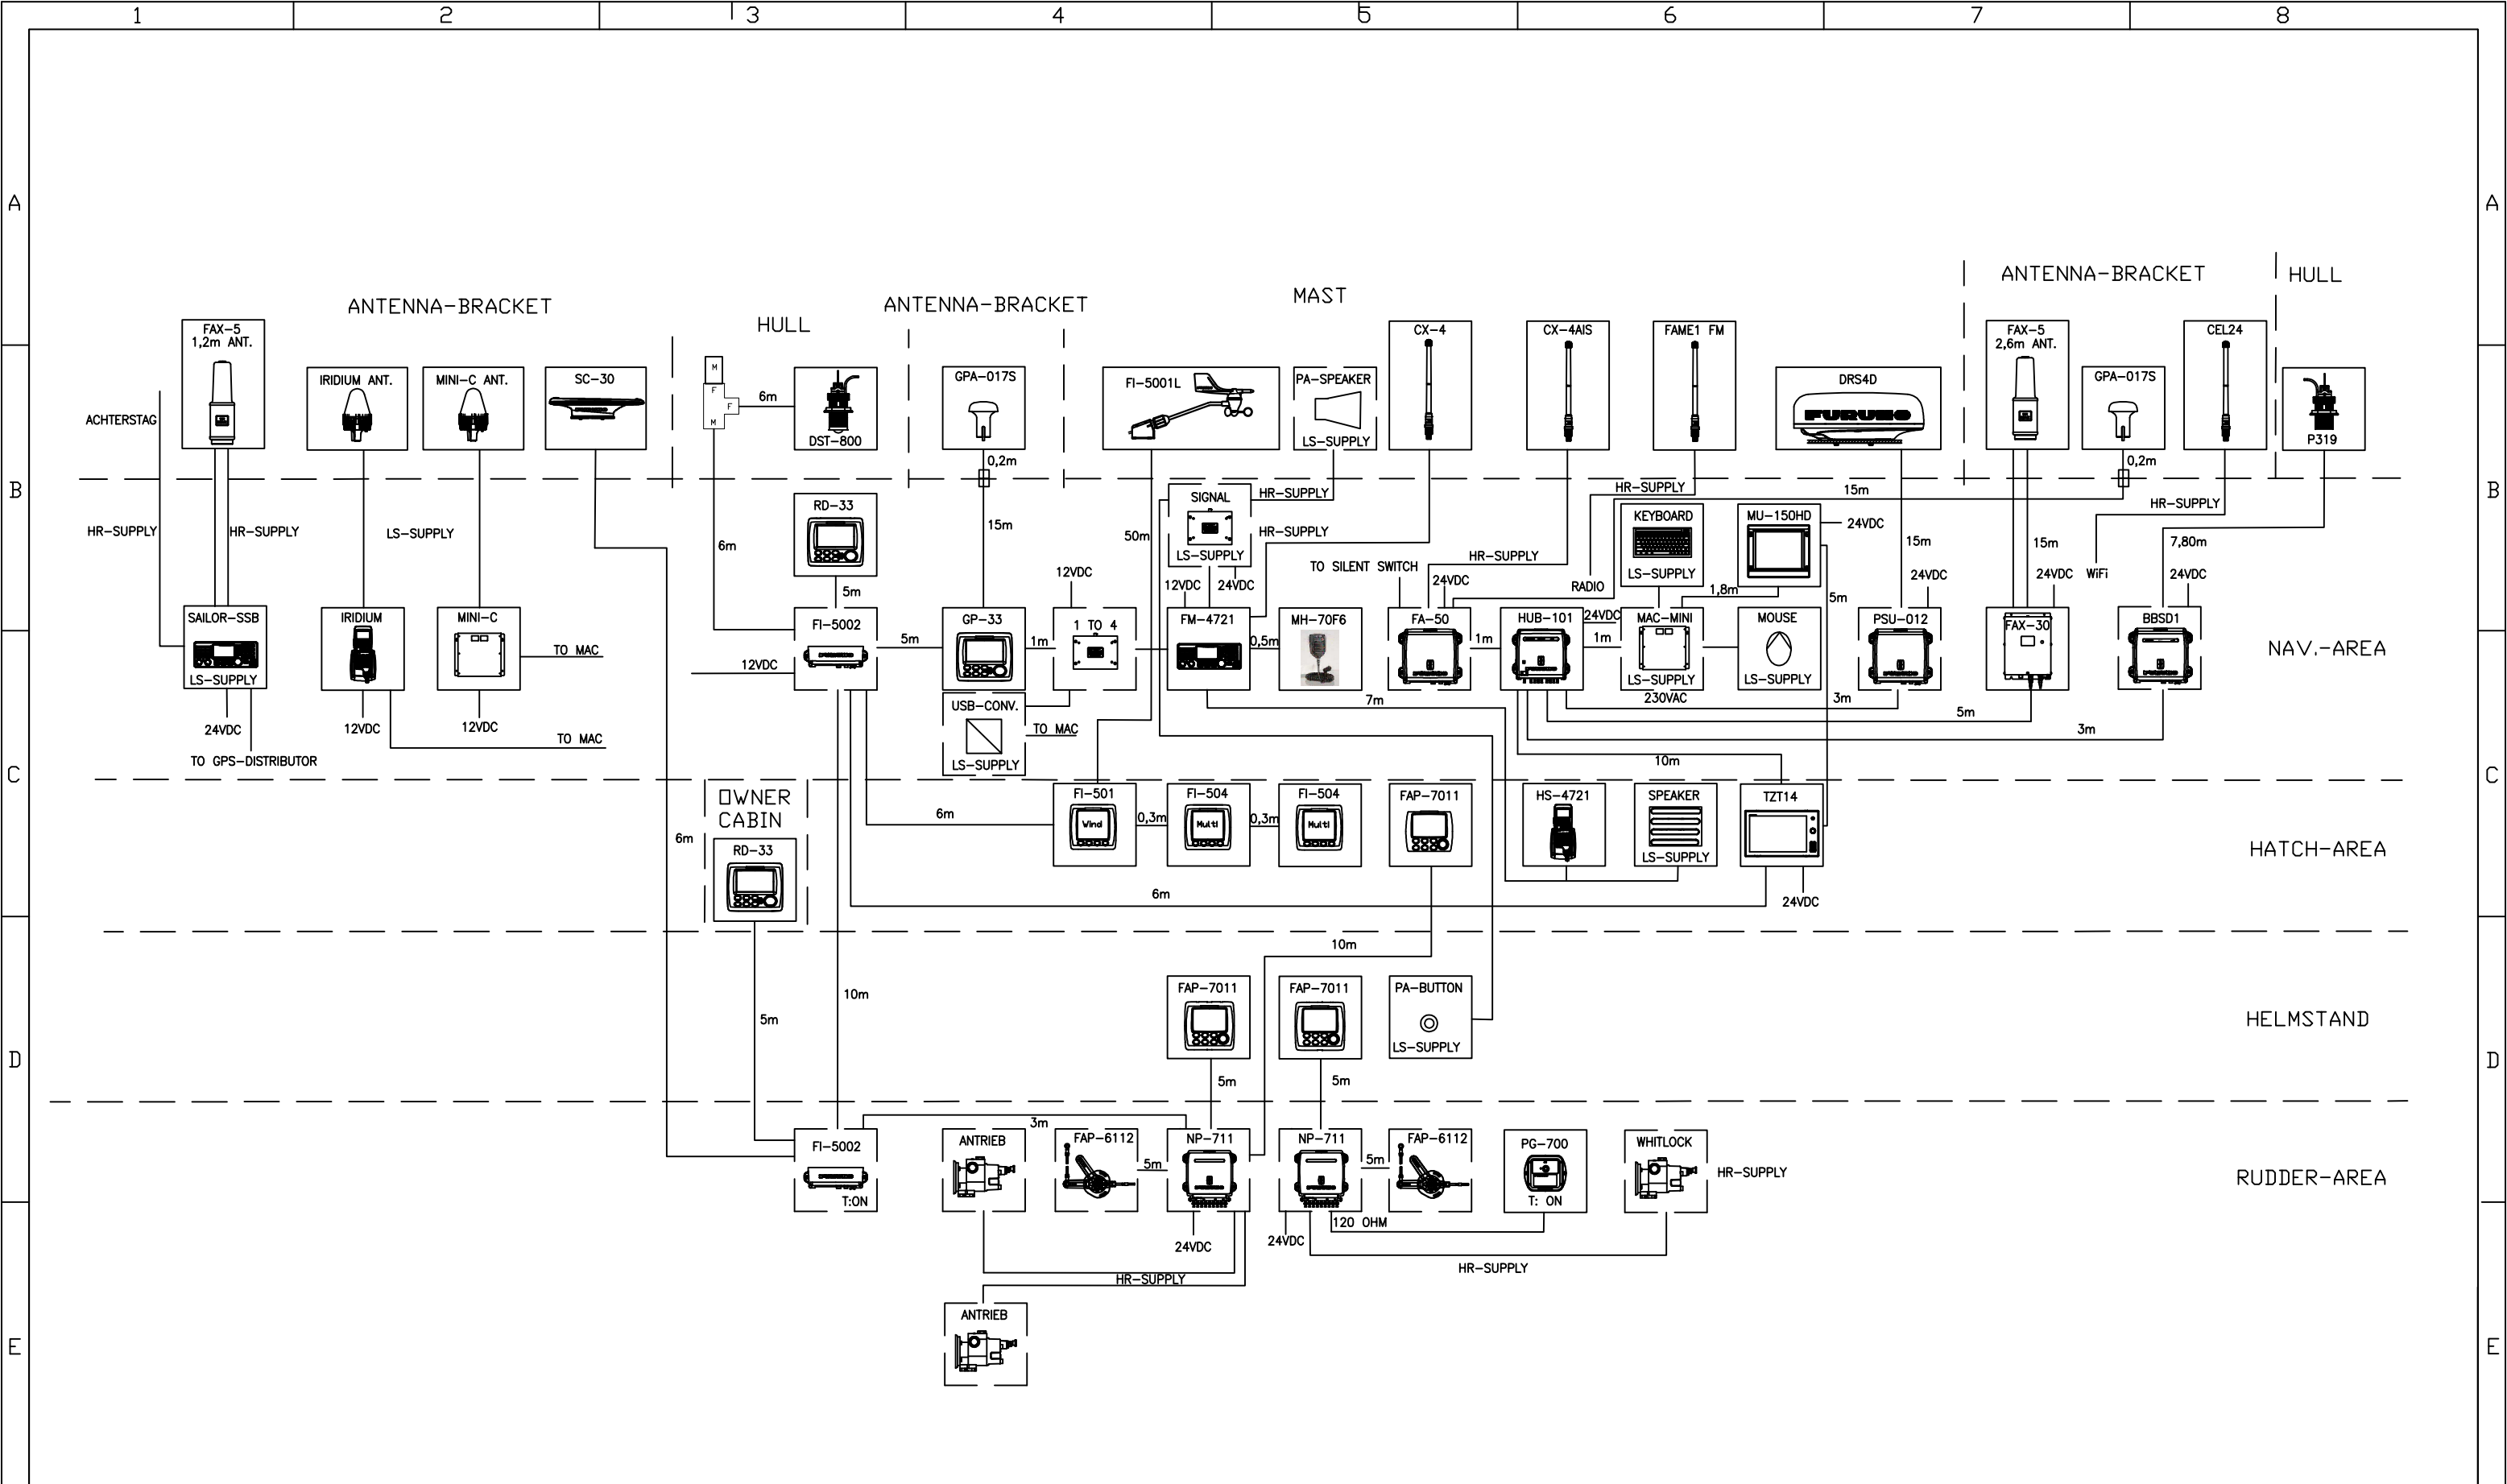 1 2 3 4 5 6 7 8
A A
ANTENNA-BRACKET
HULL
ANTENNA-BRACKET
MAST
ANTENNA-BRACKET
HULL
FAX-5
1,2m ANT.
IRIDIUM ANT.
MINI-C ANT.
SC-30
M
F
F
M
6m
DST-800
GPA-017S
0,2m
FI-5001L
PA-SPEAKER
LS-SUPPLY
CX-4
CX-4AIS
FAME1 FM
DRS4D
FURUNO
FAX-5
2,6m ANT.
GPA-017S
0,2m
CEL24
P319
ACHTERSTAG
B B
HR-SUPPLY
HR-SUPPLY
LS-SUPPLY
6m
RD-33
5m
15m
50m
SIGNAL
LS-SUPPLY
HR-SUPPLY
HR-SUPPLY
12VDC
24VDC
12VDC
TO SILENT SWITCH
24VDC
HR-SUPPLY
HR-SUPPLY
RADIO
KEYBOARD
LS-SUPPLY
MU-150HD
24VDC
1,8m
5m
15m
15m
24VDC
15m
24VDC
WiFi
HR-SUPPLY
7,80m
24VDC
SAILOR-SSB
LS-SUPPLY
24VDC
TO GPS-DISTRIBUTOR
IRIDIUM
12VDC
TO MAC
MINI-C
12VDC
TO MAC
FI-5002
12VDC
5m
GP-33
1m
1 TO 4
USB-CONV.
LS-SUPPLY
TO MAC
FM-4721
0,5m
MH-70F6
7m
FA-50
1m
HUB-101
24VDC
1m
MAC-MINI
LS-SUPPLY
230VAC
MOUSE
LS-SUPPLY
PSU-012
3m
FAX-30
5m
BBSD1
3m
10m
NAV.-AREA
C C
OWNER
CABIN
RD-33
6m
6m
FI-501
Wind
0,3m
FI-504
Multi
0,3m
FI-504
Multi
FAP-7011
HS-4721
SPEAKER
LS-SUPPLY
TZT14
24VDC
6m
HATCH-AREA
10m
5m
10m
FAP-7011
5m
FAP-7011
5m
PA-BUTTON
LS-SUPPLY
HELMSTAND
D D
FI-5002
T:ON
3m
ANTRIEB
FAP-6112
5m
NP-711
24VDC
NP-711
24VDC
5m
FAP-6112
120 OHM
PG-700
T: ON
WHITLOCK
HR-SUPPLY
HR-SUPPLY
HR-SUPPLY
RUDDER-AREA
ANTRIEB
E E